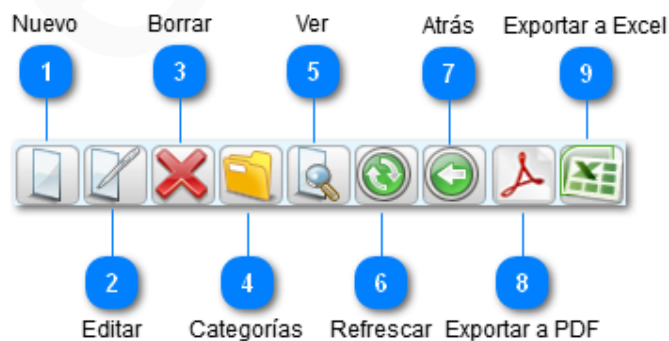 Nuevo Borrar Ver Atrás Exportar a Excel
1 3 5 7 9
2 4 6 8
Editar Categorías Refrescar Exportar a PDF